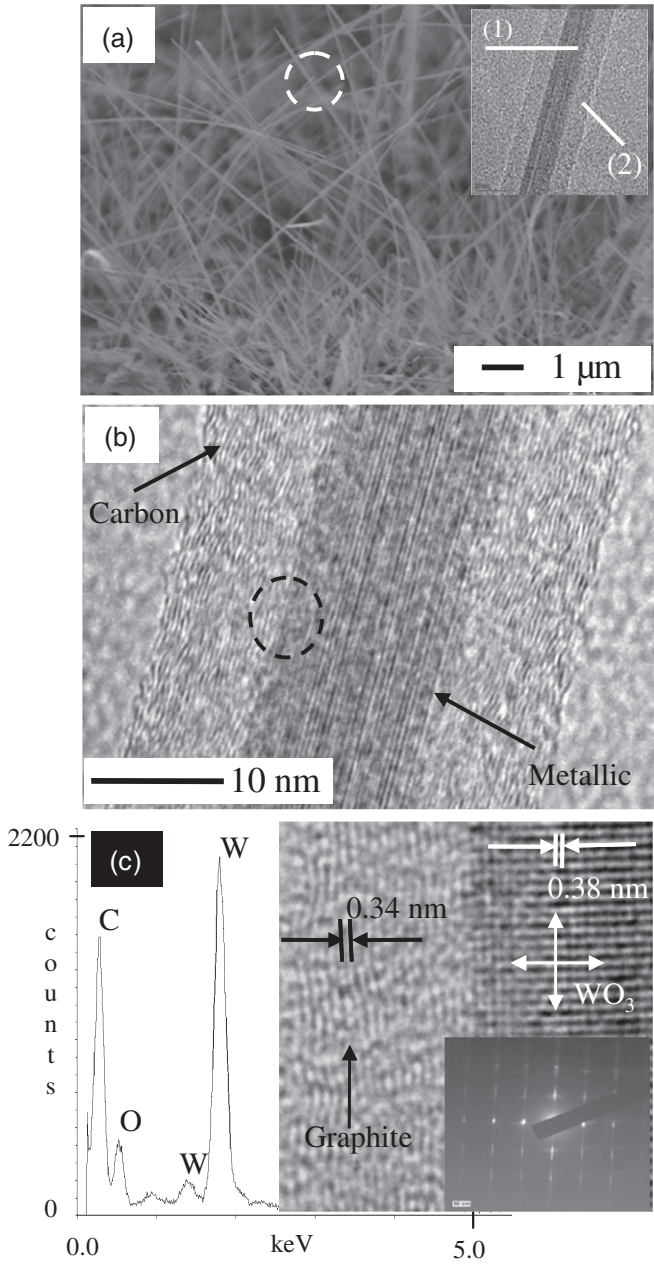 (a)
(1)
(2)
1 μm
(b)
Carbon
10 nm
Metallic
2200
(c)
W
C
O
W
counts
0
0.0
keV
5.0
0.34 nm
0.38 nm
WO₃
Graphite